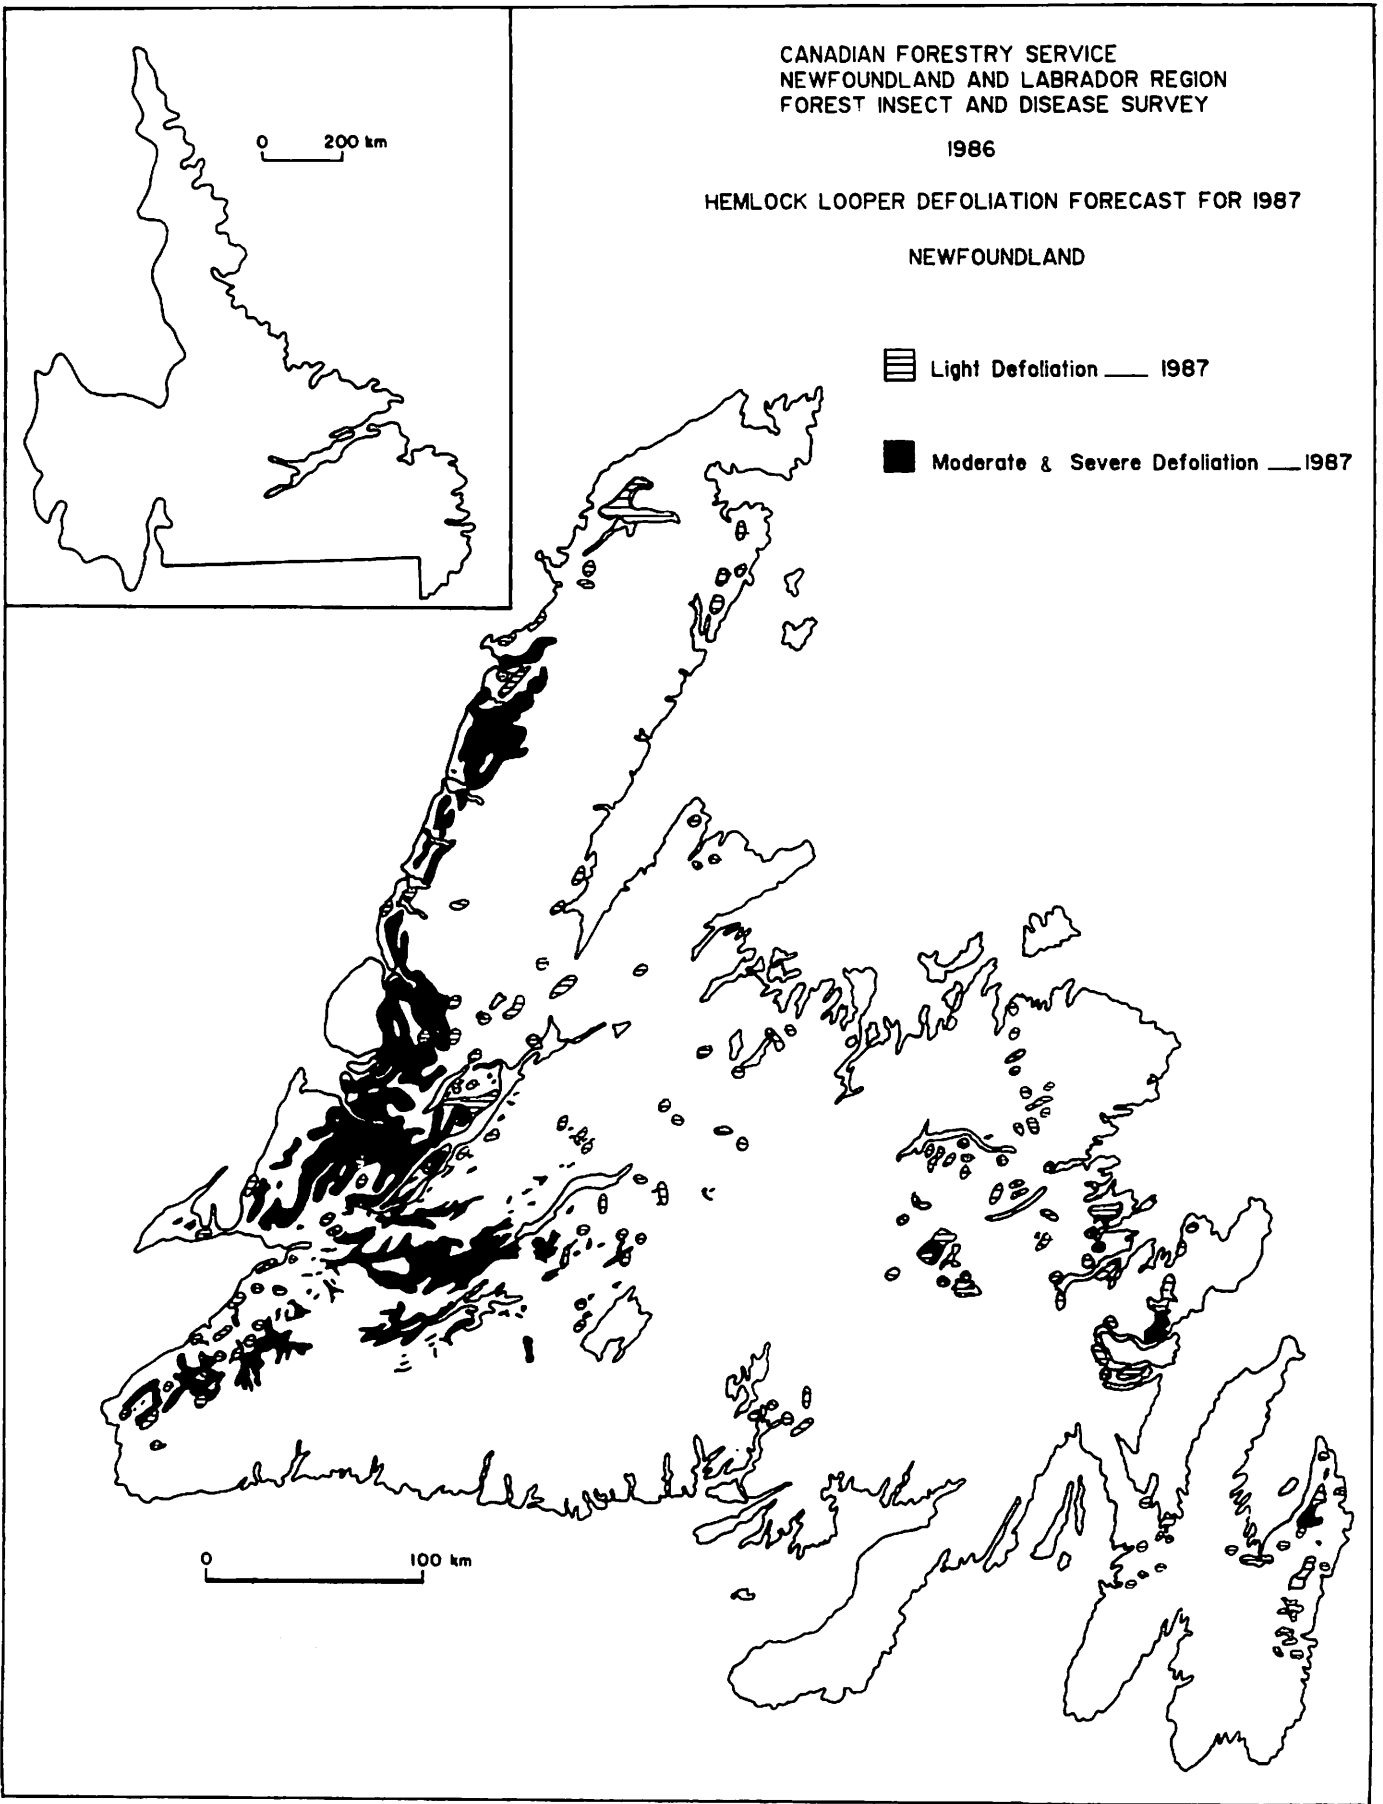 CANADIAN FORESTRY SERVICE
NEWFOUNDLAND AND LABRADOR REGION
FOREST INSECT AND DISEASE SURVEY
1986
HEMLOCK LOOPER DEFOLIATION FORECAST FOR 1987
NEWFOUNDLAND
0 200 km
Light Defoliation ___ 1987
Moderate & Severe Defoliation ___ 1987
0 100 km